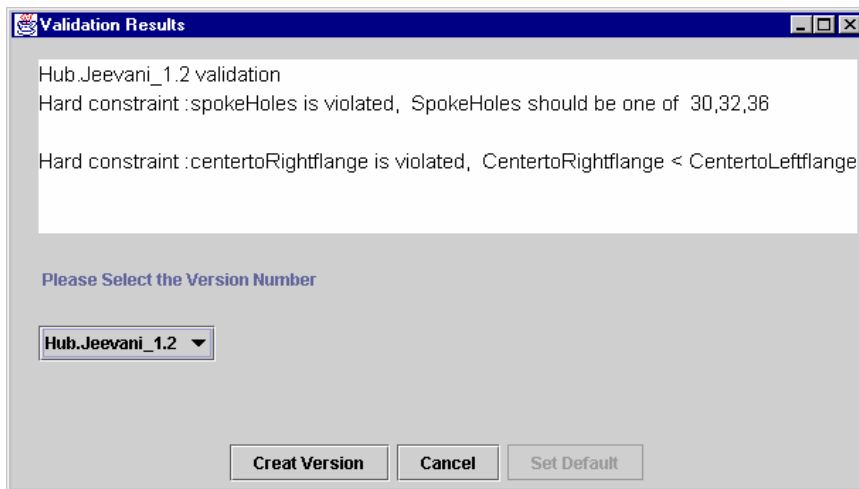 Validation Results
Hub.Jeevani_1.2 validation
Hard constraint :spokeHoles is violated, SpokeHoles should be one of 30,32,36
Hard constraint :centertoRightflange is violated, CentertoRightflange < CentertoLeftflange
Please Select the Version Number
Hub.Jeevani_1.2
Creat Version Cancel Set Default